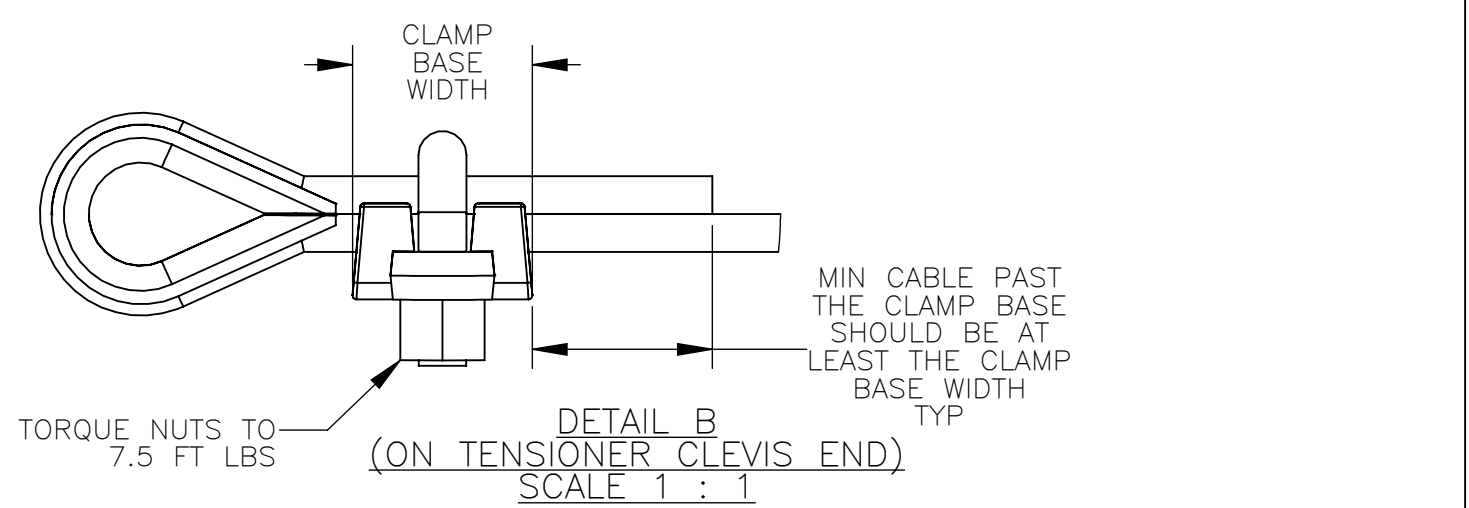 CLAMP
BASE
WIDTH
MIN CABLE PAST
THE CLAMP BASE
SHOULD BE AT
LEAST THE CLAMP
BASE WIDTH
TYP
TORQUE NUTS TO
7.5 FT LBS
DETAIL B
(ON TENSIONER CLEVIS END)
SCALE 1 : 1